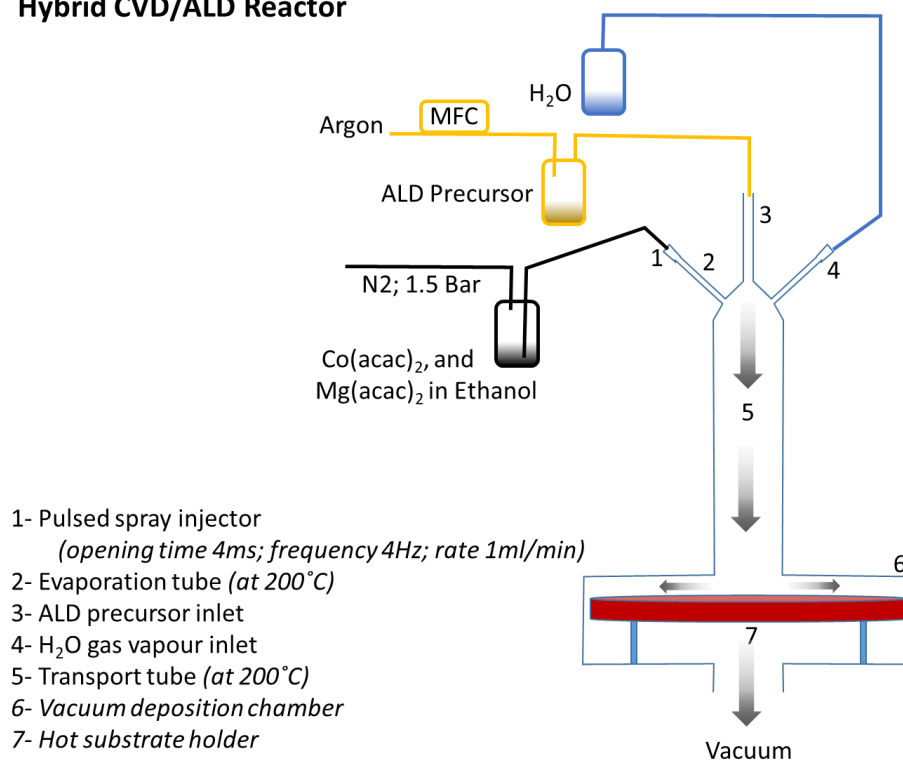 Hybrid CVD/ALD Reactor
H₂O
MFC
Argon
ALD Precursor
3
1
2
4
N2; 1.5 Bar
Co(acac)₂, and
Mg(acac)₂ in Ethanol
5
1- Pulsed spray injector
(opening time 4ms; frequency 4Hz; rate 1ml/min)
2- Evaporation tube (at 200˚C)
3- ALD precursor inlet
4- H₂O gas vapour inlet
5- Transport tube (at 200˚C)
6- Vacuum deposition chamber
7- Hot substrate holder
6
7
Vacuum